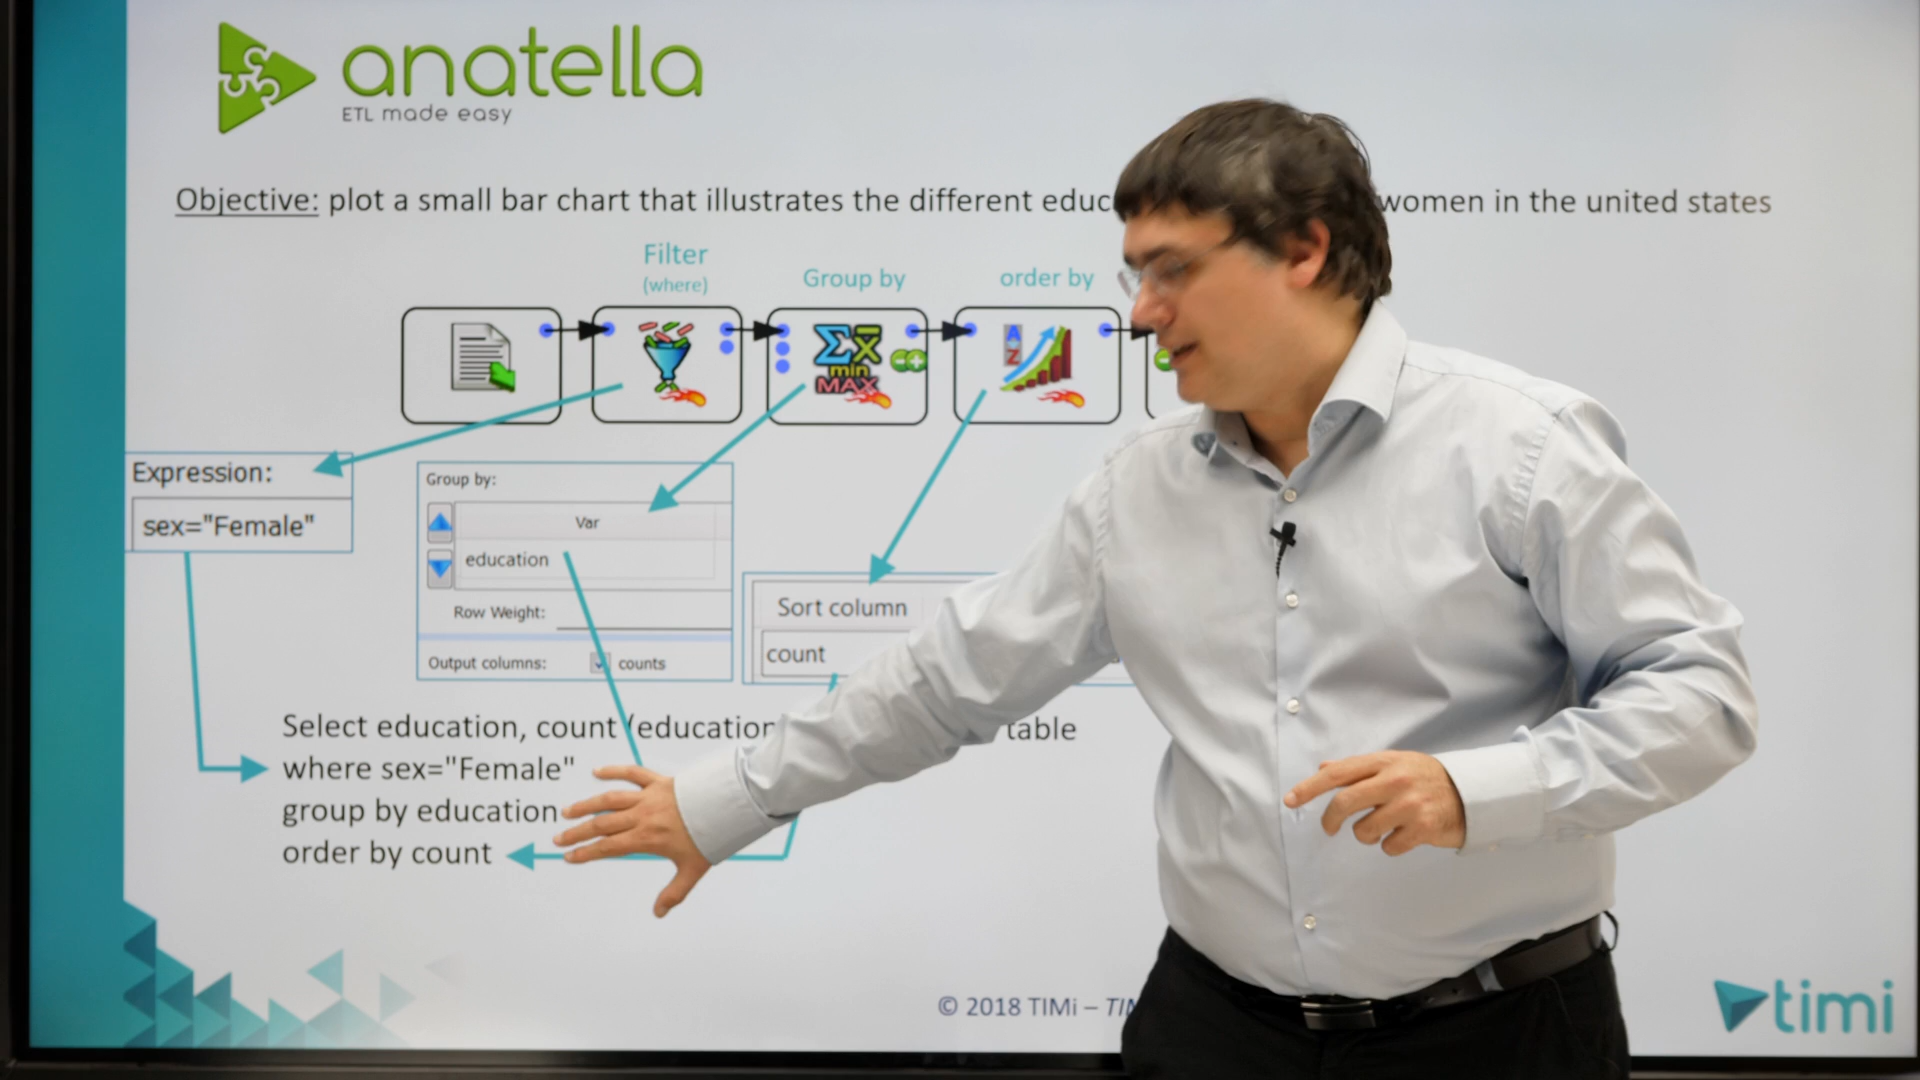 anatella
ETL made easy
Objective: plot a small bar chart that illustrates the different educ women in the united states
Filter
(where)
Group by
order by
Σ x̄
min
MAX
A
Z
Expression:
sex="Female"
Group by:
Var
education
Row Weight:
Output columns: counts
Sort column
count
Select education, count (education table
where sex="Female"
group by education
order by count
© 2018 TIMi –
timi